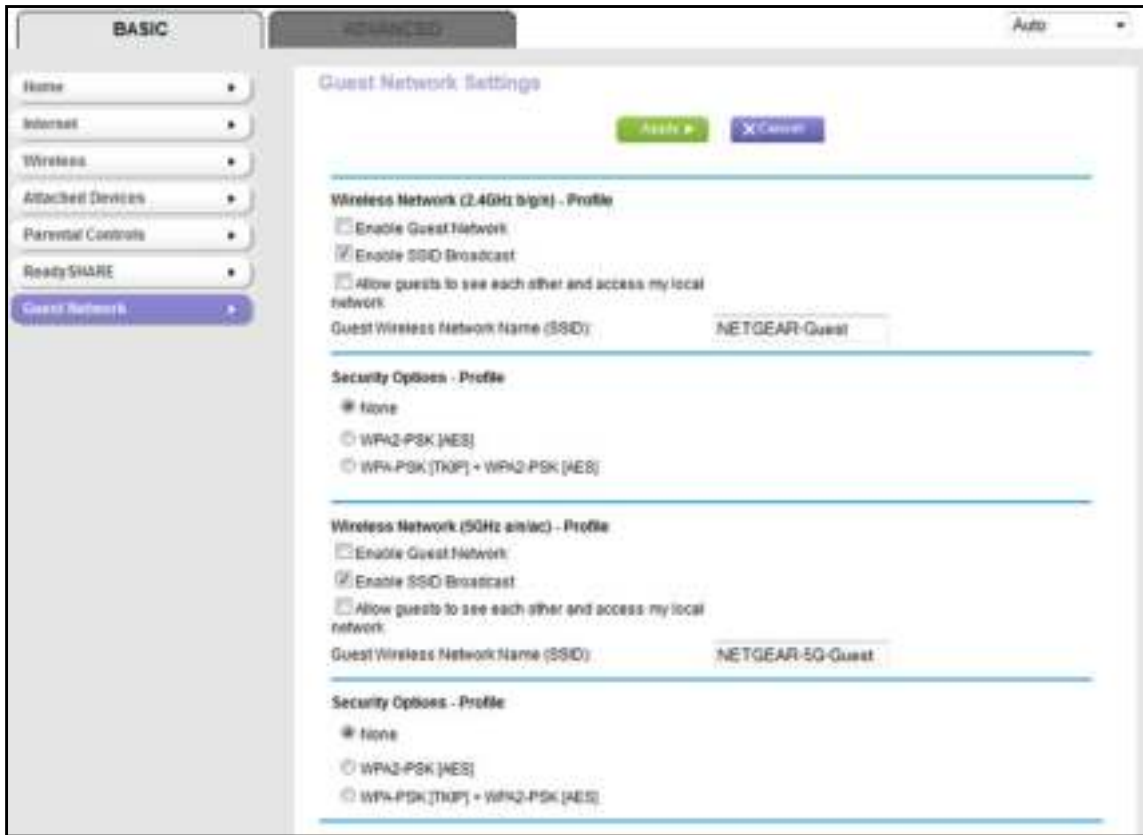 BASIC
ADVANCED
Auto
Home
Internet
Wireless
Attached Devices
Parental Controls
ReadySHARE
Guest Network
Guest Network Settings
Apply
X Cancel
Wireless Network (2.4GHz b/g/n) - Profile
Enable Guest Network
Enable SSID Broadcast
Allow guests to see each other and access my local
network
Guest Wireless Network Name (SSID):
NETGEAR-Guest
Security Options - Profile
None
WPA2-PSK [AES]
WPA-PSK [TKIP] + WPA2-PSK [AES]
Wireless Network (5GHz a/n/ac) - Profile
Enable Guest Network
Enable SSID Broadcast
Allow guests to see each other and access my local
network
Guest Wireless Network Name (SSID):
NETGEAR-5G-Guest
Security Options - Profile
None
WPA2-PSK [AES]
WPA-PSK [TKIP] + WPA2-PSK [AES]